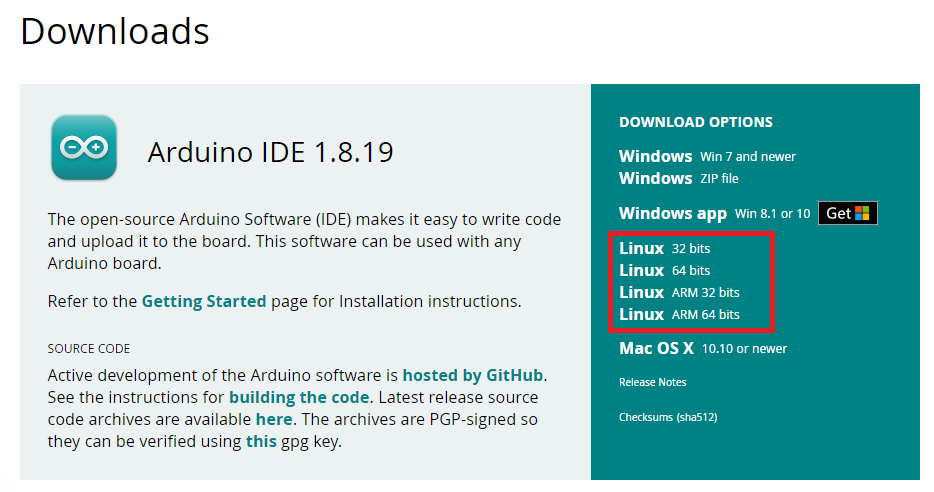 Downloads
Arduino IDE 1.8.19
The open-source Arduino Software (IDE) makes it easy to write code
and upload it to the board. This software can be used with any
Arduino board.
Refer to the Getting Started page for Installation instructions.
SOURCE CODE
Active development of the Arduino software is hosted by GitHub.
See the instructions for building the code. Latest release source
code archives are available here. The archives are PGP-signed so
they can be verified using this gpg key.
DOWNLOAD OPTIONS
Windows Win 7 and newer
Windows ZIP file
Windows app Win 8.1 or 10 Get
Linux 32 bits
Linux 64 bits
Linux ARM 32 bits
Linux ARM 64 bits
Mac OS X 10.10 or newer
Release Notes
Checksums (sha512)